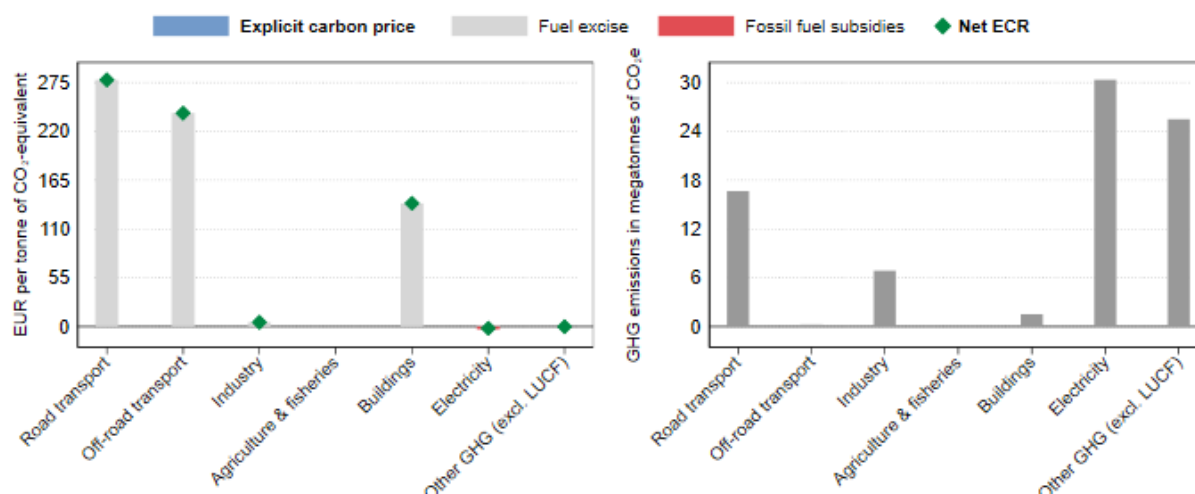 Explicit carbon price
Fuel excise
Fossil fuel subsidies
Net ECR
EUR per tonne of CO₂-equivalent
275
220
165
110
55
0
Road transport
Off-road transport
Industry
Agriculture & fisheries
Buildings
Electricity
Other GHG (excl. LUCF)
GHG emissions in megatonnes of CO₂e
30
24
18
12
6
0
Road transport
Off-road transport
Industry
Agriculture & fisheries
Buildings
Electricity
Other GHG (excl. LUCF)